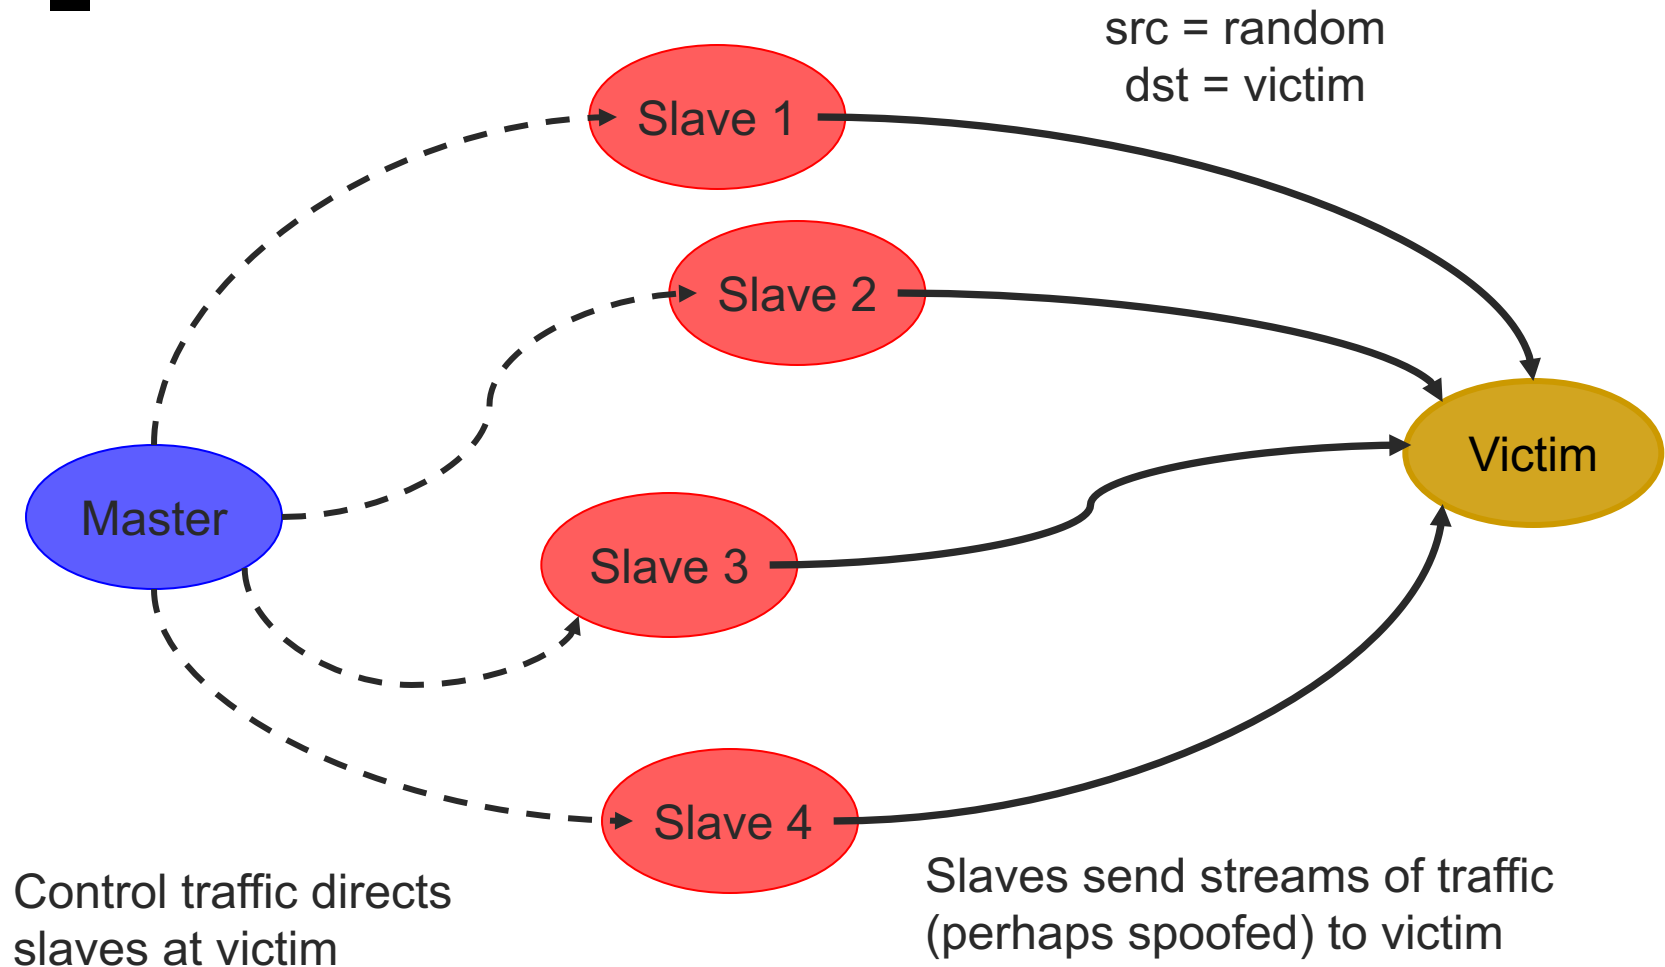 src = random
dst = victim
Slave 1
Slave 2
Victim
Master
Slave 3
Slave 4
Control traffic directs
slaves at victim
Slaves send streams of traffic
(perhaps spoofed) to victim